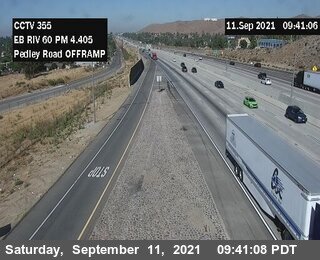 CCTV 355
EB RIV 60 PM 4.405
Pedley Road OFFRAMP
11.Sep 2021 09:41:06
STOP
Saturday, September 11, 2021 09:41:08 PDT